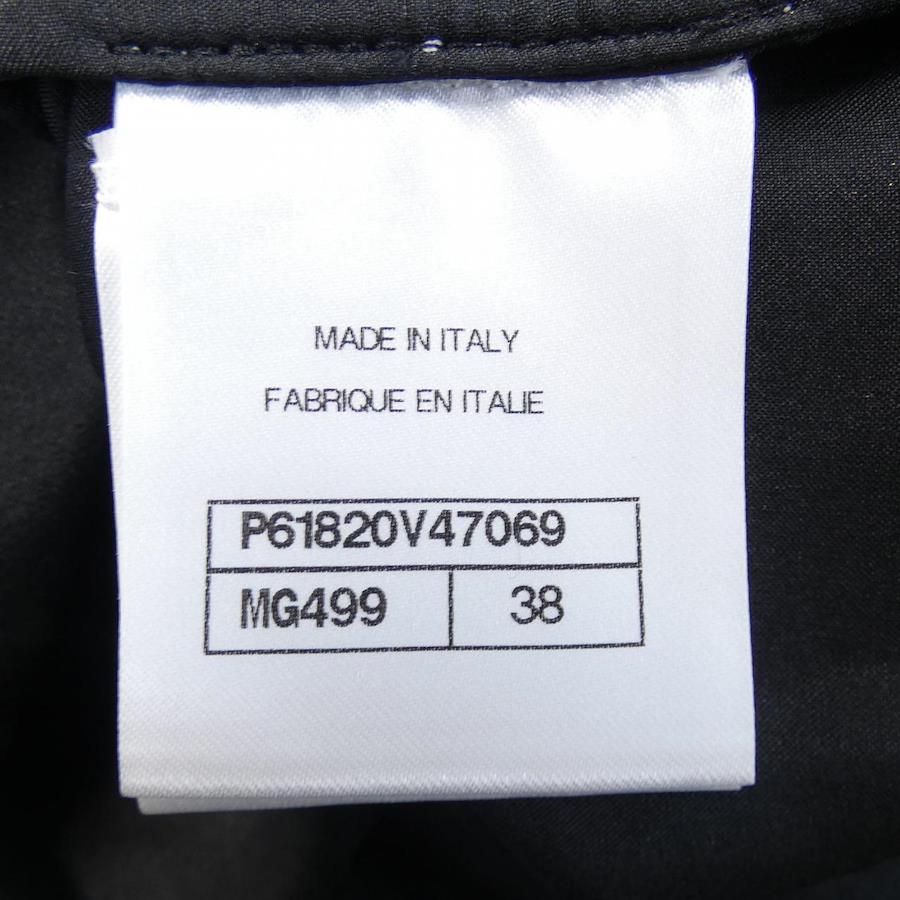 MADE IN ITALY
FABRIQUE EN ITALIE
P61820V47069
MG499 38